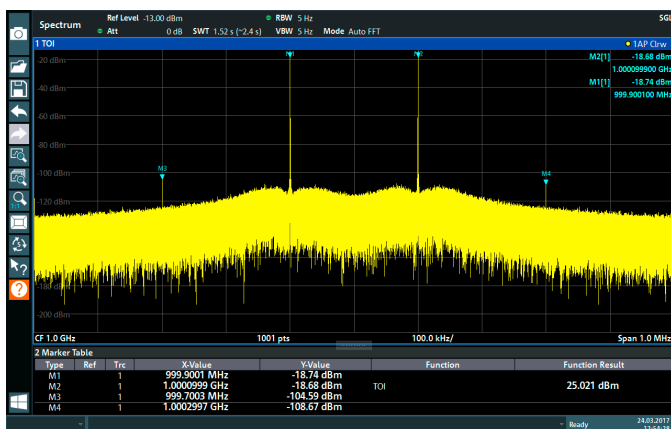 Spectrum
Ref Level -13.00 dBm
RBW 5 Hz
SGL
Att 0 dB SWT 1.52 s (~2.4 s) VBW 5 Hz Mode Auto FFT
1 TOI
1AP Clrw
M2[1] -18.68 dBm
1.000099900 GHz
M1[1] -18.74 dBm
999.900100 MHz
-20 dBm
-40 dBm
-60 dBm
-80 dBm
-100 dBm
-120 dBm
-180 dBm
-200 dBm
M3
M4
CF 1.0 GHz 1001 pts 100.0 kHz/ Span 1.0 MHz
2 Marker Table
Type Ref Trc X-Value Y-Value Function Function Result
M1 1 999.9001 MHz -18.74 dBm
M2 1 1.0000999 GHz -18.68 dBm TOI 25.021 dBm
M3 1 999.7003 MHz -104.59 dBm
M4 1 1.0002997 GHz -108.67 dBm
Ready
24.03.2017